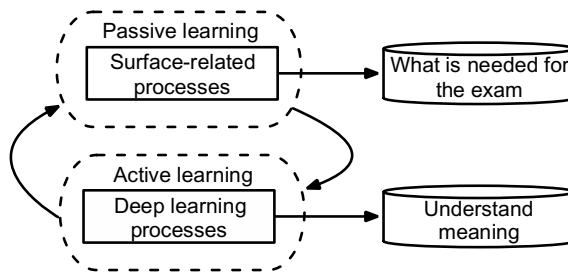 Passive learning
Surface-related
processes
What is needed for
the exam
Active learning
Deep learning
processes
Understand
meaning